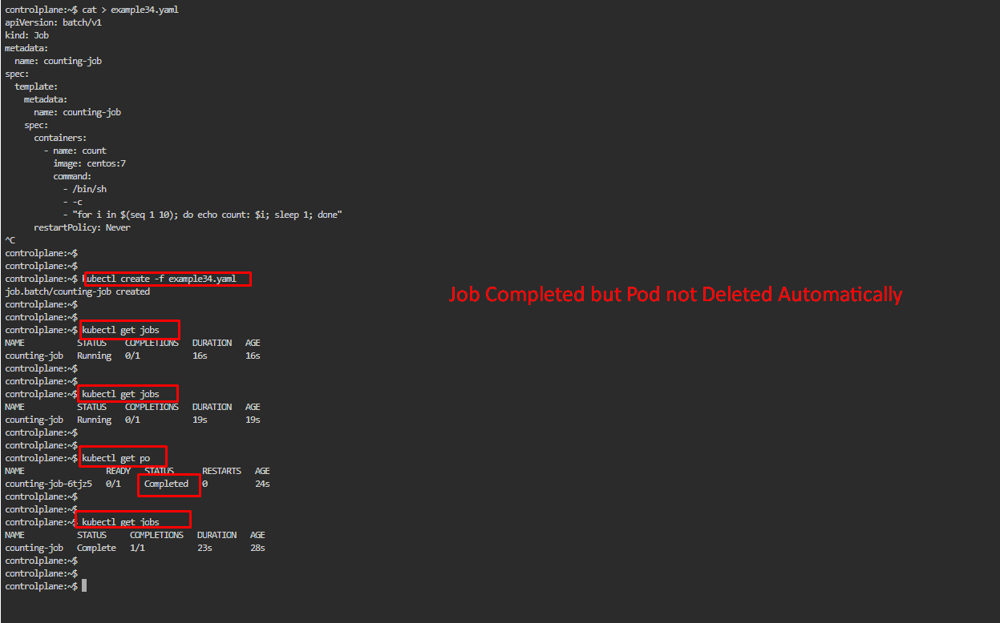 controlplane:~$ cat > example34.yaml
apiVersion: batch/v1
kind: Job
metadata:
  name: counting-job
spec:
  template:
    metadata:
      name: counting-job
    spec:
      containers:
        - name: count
          image: centos:7
          command:
            - /bin/sh
            - -c
            - "for i in $(seq 1 10); do echo count: $i; sleep 1; done"
      restartPolicy: Never
^C
controlplane:~$
controlplane:~$
controlplane:~$ kubectl create -f example34.yaml
job.batch/counting-job created
Job Completed but Pod not Deleted Automatically
controlplane:~$
controlplane:~$
controlplane:~$ kubectl get jobs
NAME           STATUS    COMPLETIONS   DURATION   AGE
counting-job   Running   0/1           16s        16s
controlplane:~$
controlplane:~$
controlplane:~$ kubectl get jobs
NAME           STATUS    COMPLETIONS   DURATION   AGE
counting-job   Running   0/1           19s        19s
controlplane:~$
controlplane:~$
controlplane:~$ kubectl get po
NAME                 READY   STATUS      RESTARTS   AGE
counting-job-6tjz5   0/1     Completed   0          24s
controlplane:~$
controlplane:~$
controlplane:~$ kubectl get jobs
NAME           STATUS     COMPLETIONS   DURATION   AGE
counting-job   Complete   1/1           23s        28s
controlplane:~$
controlplane:~$
controlplane:~$